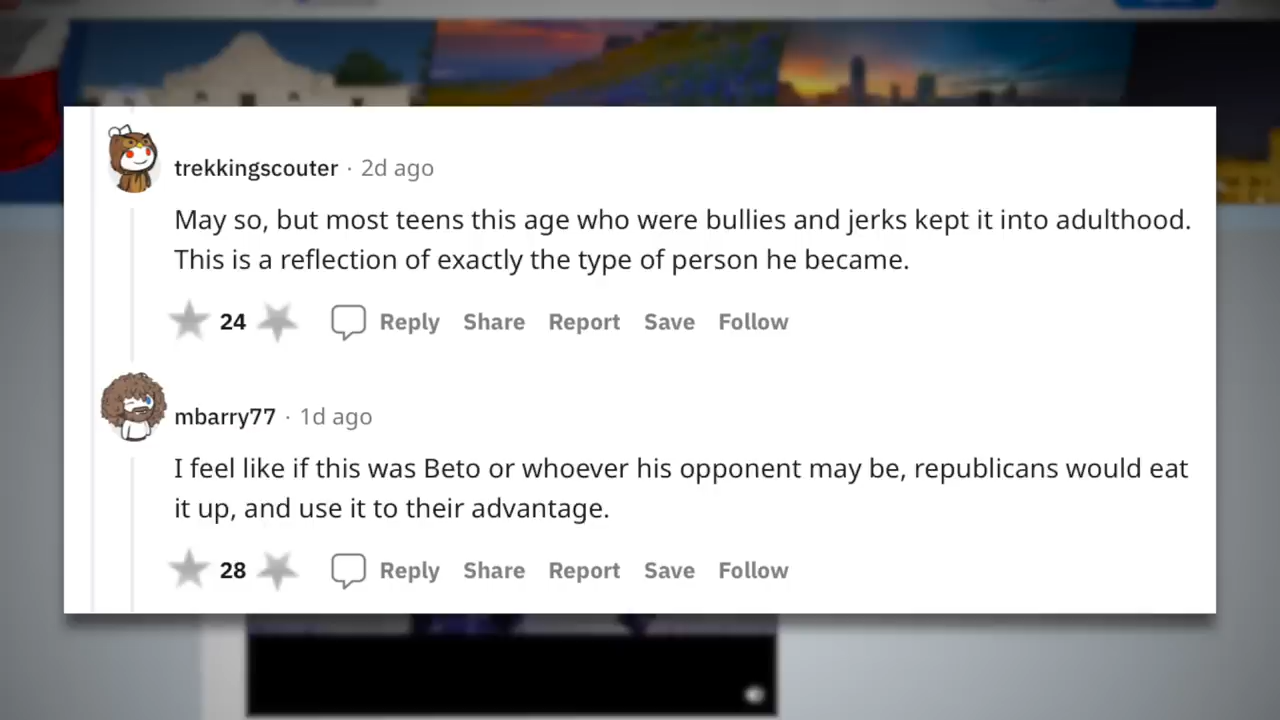 trekkingscouter · 2d ago
May so, but most teens this age who were bullies and jerks kept it into adulthood.
This is a reflection of exactly the type of person he became.
24 Reply Share Report Save Follow
mbarry77 · 1d ago
I feel like if this was Beto or whoever his opponent may be, republicans would eat
it up, and use it to their advantage.
28 Reply Share Report Save Follow